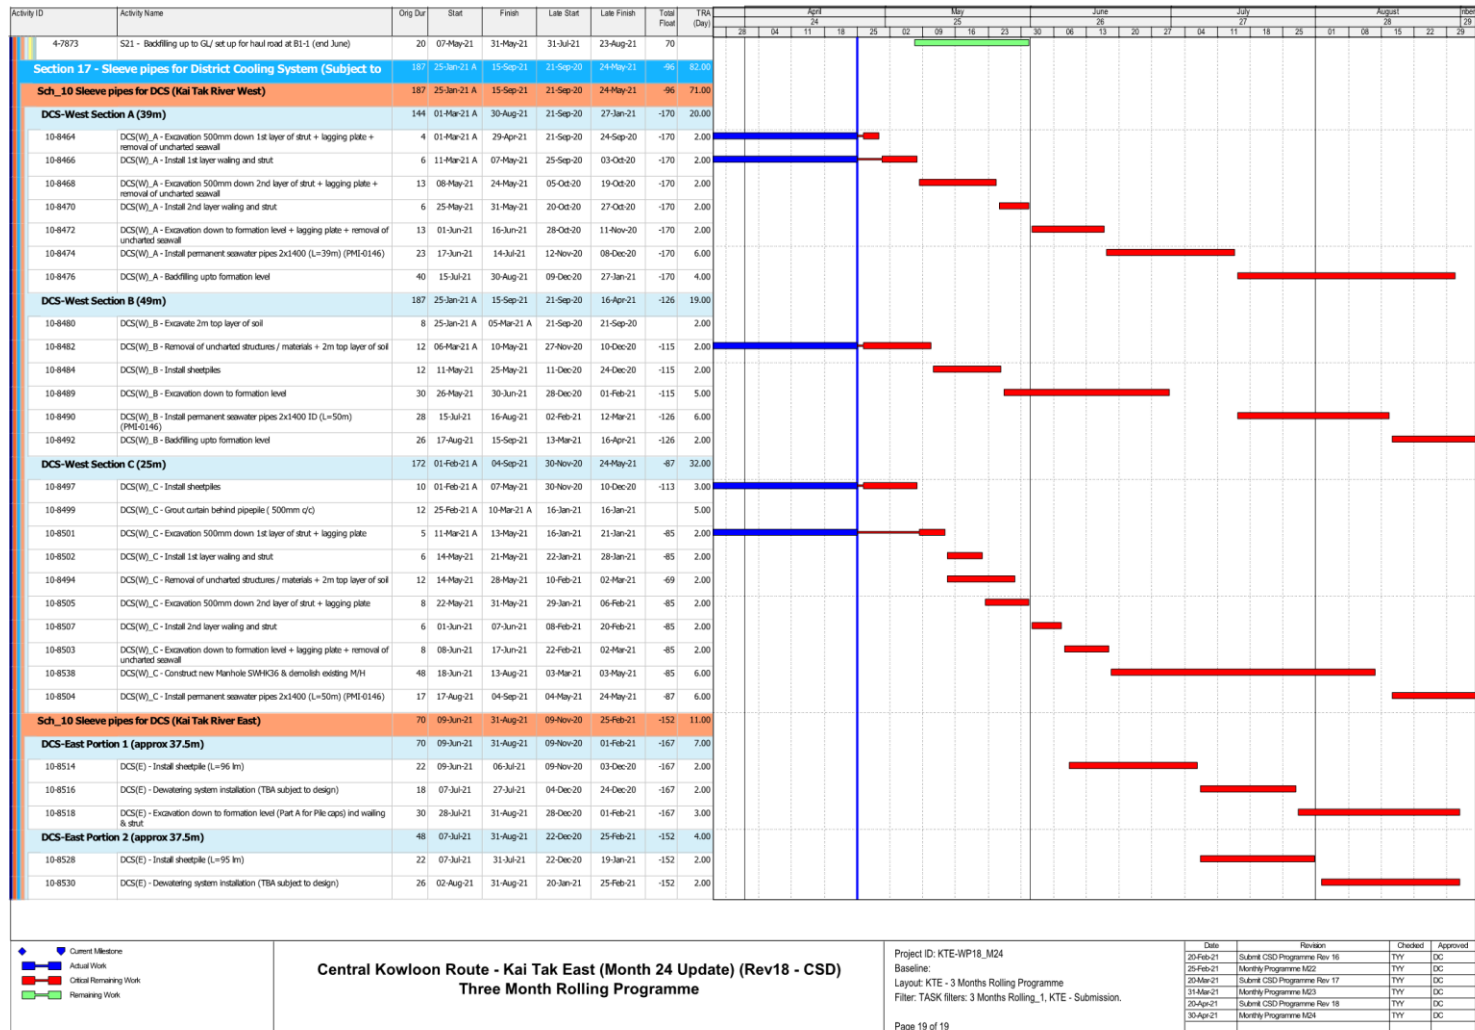 Activity ID Activity Name Orig Dur Start Finish Late Start Late Finish Total Float TRA (Day) April May June July August
24 25 26 27 28 29
28 04 11 18 25 02 09 16 23 30 06 13 20 27 04 11 18 25 01 08 15 22 29
4-7873 S21 - Backfilling up to GL/ set up for haul road at B1-1 (end June) 20 07-May-21 31-May-21 31-Jul-21 23-Aug-21 70
Section 17 - Sleeve pipes for District Cooling System (Subject to 187 25-Jan-21 A 15-Sep-21 21-Sep-20 24-May-21 -96 82.00
Sch_10 Sleeve pipes for DCS (Kai Tak River West) 187 25-Jan-21 A 15-Sep-21 21-Sep-20 24-May-21 -96 71.00
DCS-West Section A (39m) 144 01-Mar-21 A 30-Aug-21 21-Sep-20 27-Jan-21 -170 20.00
10-8464 DCS(W)_A - Excavation 500mm down 1st layer of strut + lagging plate + removal of uncharted seawall 4 01-Mar-21 A 29-Apr-21 21-Sep-20 24-Sep-20 -170 2.00
10-8466 DCS(W)_A - Install 1st layer waling and strut 6 11-Mar-21 A 07-May-21 25-Sep-20 03-Oct-20 -170 2.00
10-8468 DCS(W)_A - Excavation 500mm down 2nd layer of strut + lagging plate + removal of uncharted seawall 13 08-May-21 24-May-21 05-Oct-20 19-Oct-20 -170 2.00
10-8470 DCS(W)_A - Install 2nd layer waling and strut 6 25-May-21 31-May-21 20-Oct-20 27-Oct-20 -170 2.00
10-8472 DCS(W)_A - Excavation down to formation level + lagging plate + removal of uncharted seawall 13 01-Jun-21 16-Jun-21 28-Oct-20 11-Nov-20 -170 2.00
10-8474 DCS(W)_A - Install permanent seawater pipes 2x1400 (L=39m) (PMI-0146) 23 17-Jun-21 14-Jul-21 12-Nov-20 08-Dec-20 -170 6.00
10-8476 DCS(W)_A - Backfilling upto formation level 40 15-Jul-21 30-Aug-21 09-Dec-20 27-Jan-21 -170 4.00
DCS-West Section B (49m) 187 25-Jan-21 A 15-Sep-21 21-Sep-20 16-Apr-21 -126 19.00
10-8480 DCS(W)_B - Excavate 2m top layer of soil 8 25-Jan-21 A 05-Mar-21 A 21-Sep-20 21-Sep-20 2.00
10-8482 DCS(W)_B - Removal of uncharted structures / materials + 2m top layer of soil 12 06-Mar-21 A 10-May-21 27-Nov-20 10-Dec-20 -115 2.00
10-8484 DCS(W)_B - Install sheetpiles 12 11-May-21 25-May-21 11-Dec-20 24-Dec-20 -115 2.00
10-8489 DCS(W)_B - Excavation down to formation level 30 26-May-21 30-Jun-21 28-Dec-20 01-Feb-21 -115 5.00
10-8490 DCS(W)_B - Install permanent seawater pipes 2x1400 ID (L=50m) (PMI-0146) 28 15-Jul-21 16-Aug-21 02-Feb-21 12-Mar-21 -126 6.00
10-8492 DCS(W)_B - Backfilling upto formation level 26 17-Aug-21 15-Sep-21 13-Mar-21 16-Apr-21 -126 2.00
DCS-West Section C (25m) 172 01-Feb-21 A 04-Sep-21 30-Nov-20 24-May-21 -87 32.00
10-8497 DCS(W)_C - Install sheetpiles 10 01-Feb-21 A 07-May-21 30-Nov-20 10-Dec-20 -113 3.00
10-8499 DCS(W)_C - Grout curtain behind pipepile ( 500mm c/c) 12 25-Feb-21 A 10-Mar-21 A 16-Jan-21 16-Jan-21 5.00
10-8501 DCS(W)_C - Excavation 500mm down 1st layer of strut + lagging plate 5 11-Mar-21 A 13-May-21 16-Jan-21 21-Jan-21 -85 2.00
10-8502 DCS(W)_C - Install 1st layer waling and strut 6 14-May-21 21-May-21 22-Jan-21 28-Jan-21 -85 2.00
10-8494 DCS(W)_C - Removal of uncharted structures / materials + 2m top layer of soil 12 14-May-21 28-May-21 10-Feb-21 02-Mar-21 -69 2.00
10-8505 DCS(W)_C - Excavation 500mm down 2nd layer of strut + lagging plate 8 22-May-21 31-May-21 29-Jan-21 06-Feb-21 -85 2.00
10-8507 DCS(W)_C - Install 2nd layer waling and strut 6 01-Jun-21 07-Jun-21 08-Feb-21 20-Feb-21 -85 2.00
10-8503 DCS(W)_C - Excavation down to formation level + lagging plate + removal of uncharted seawall 8 08-Jun-21 17-Jun-21 22-Feb-21 02-Mar-21 -85 2.00
10-8538 DCS(W)_C - Construct new Manhole SWHK36 & demolish existing M/H 48 18-Jun-21 13-Aug-21 03-Mar-21 03-May-21 -85 6.00
10-8504 DCS(W)_C - Install permanent seawater pipes 2x1400 (L=50m) (PMI-0146) 17 17-Aug-21 04-Sep-21 04-May-21 24-May-21 -87 6.00
Sch_10 Sleeve pipes for DCS (Kai Tak River East) 70 09-Jun-21 31-Aug-21 09-Nov-20 25-Feb-21 -152 11.00
DCS-East Portion 1 (approx 37.5m) 70 09-Jun-21 31-Aug-21 09-Nov-20 01-Feb-21 -167 7.00
10-8514 DCS(E) - Install sheetpile (L=96 lm) 22 09-Jun-21 06-Jul-21 09-Nov-20 03-Dec-20 -167 2.00
10-8516 DCS(E) - Dewatering system installation (TBA subject to design) 18 07-Jul-21 27-Jul-21 04-Dec-20 24-Dec-20 -167 2.00
10-8518 DCS(E) - Excavation down to formation level (Part A for Pile caps) incl wailing & strut 30 28-Jul-21 31-Aug-21 28-Dec-20 01-Feb-21 -167 3.00
DCS-East Portion 2 (approx 37.5m) 48 07-Jul-21 31-Aug-21 22-Dec-20 25-Feb-21 -152 4.00
10-8528 DCS(E) - Install sheetpile (L=95 lm) 22 07-Jul-21 31-Jul-21 22-Dec-20 19-Jan-21 -152 2.00
10-8530 DCS(E) - Dewatering system installation (TBA subject to design) 26 02-Aug-21 31-Aug-21 20-Jan-21 25-Feb-21 -152 2.00
Current Milestone
Actual Work
Critical Remaining Work
Remaining Work
Central Kowloon Route - Kai Tak East (Month 24 Update) (Rev18 - CSD)
Three Month Rolling Programme
Project ID: KTE-WP18_M24
Baseline:
Layout: KTE - 3 Months Rolling Programme
Filter: TASK filters: 3 Months Rolling_1, KTE - Submission.
Page 19 of 19
Date Revision Checked Approved
20-Feb-21 Submit CSD Programme Rev 16 TYY DC
25-Feb-21 Monthly Programme M22 TYY DC
20-Mar-21 Submit CSD Programme Rev 17 TYY DC
31-Mar-21 Monthly Programme M23 TYY DC
20-Apr-21 Submit CSD Programme Rev 18 TYY DC
30-Apr-21 Monthly Programme M24 TYY DC